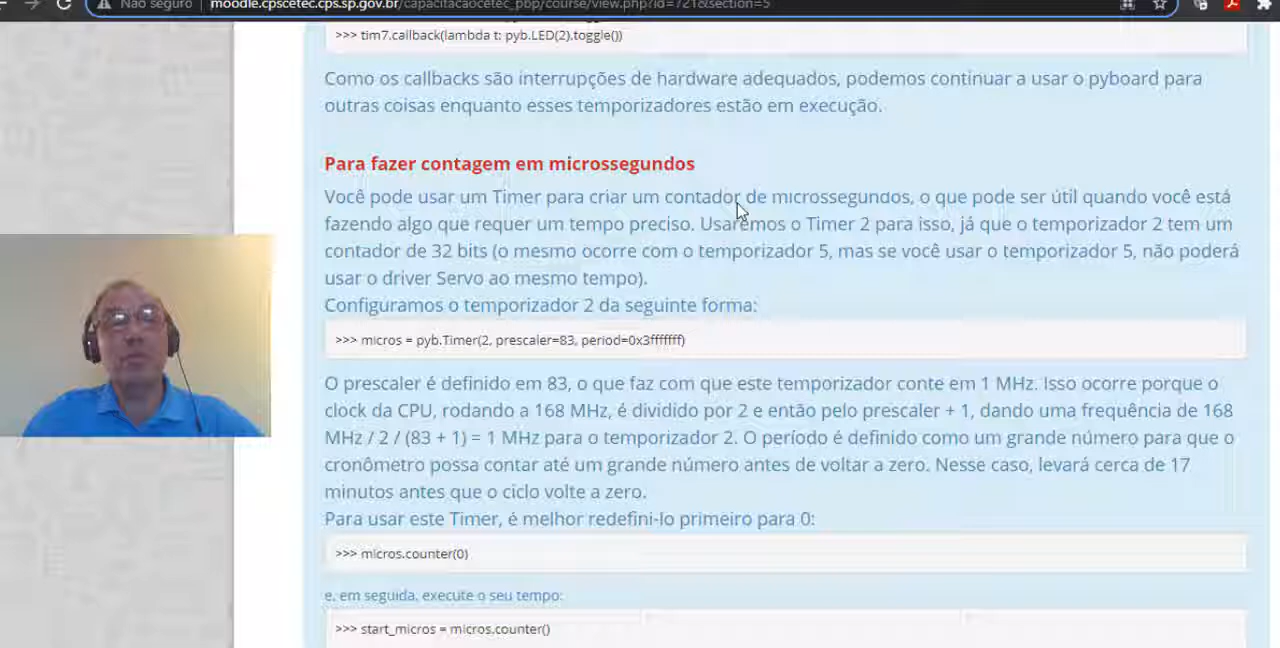 Não seguro moodle.cpscetec.cps.sp.gov.br/capacitacaocetec_pbp/course/view.php?id=721&section=5
>>> tim7.callback(lambda t: pyb.LED(2).toggle())
Como os callbacks são interrupções de hardware adequados, podemos continuar a usar o pyboard para
outras coisas enquanto esses temporizadores estão em execução.
Para fazer contagem em microssegundos
Você pode usar um Timer para criar um contador de microssegundos, o que pode ser útil quando você está
fazendo algo que requer um tempo preciso. Usaremos o Timer 2 para isso, já que o temporizador 2 tem um
contador de 32 bits (o mesmo ocorre com o temporizador 5, mas se você usar o temporizador 5, não poderá
usar o driver Servo ao mesmo tempo).
Configuramos o temporizador 2 da seguinte forma:
>>> micros = pyb.Timer(2, prescaler=83, period=0x3fffffff)
O prescaler é definido em 83, o que faz com que este temporizador conte em 1 MHz. Isso ocorre porque o
clock da CPU, rodando a 168 MHz, é dividido por 2 e então pelo prescaler + 1, dando uma frequência de 168
MHz / 2 / (83 + 1) = 1 MHz para o temporizador 2. O período é definido como um grande número para que o
cronômetro possa contar até um grande número antes de voltar a zero. Nesse caso, levará cerca de 17
minutos antes que o ciclo volte a zero.
Para usar este Timer, é melhor redefini-lo primeiro para 0:
>>> micros.counter(0)
e, em seguida, execute o seu tempo:
>>> start_micros = micros.counter()